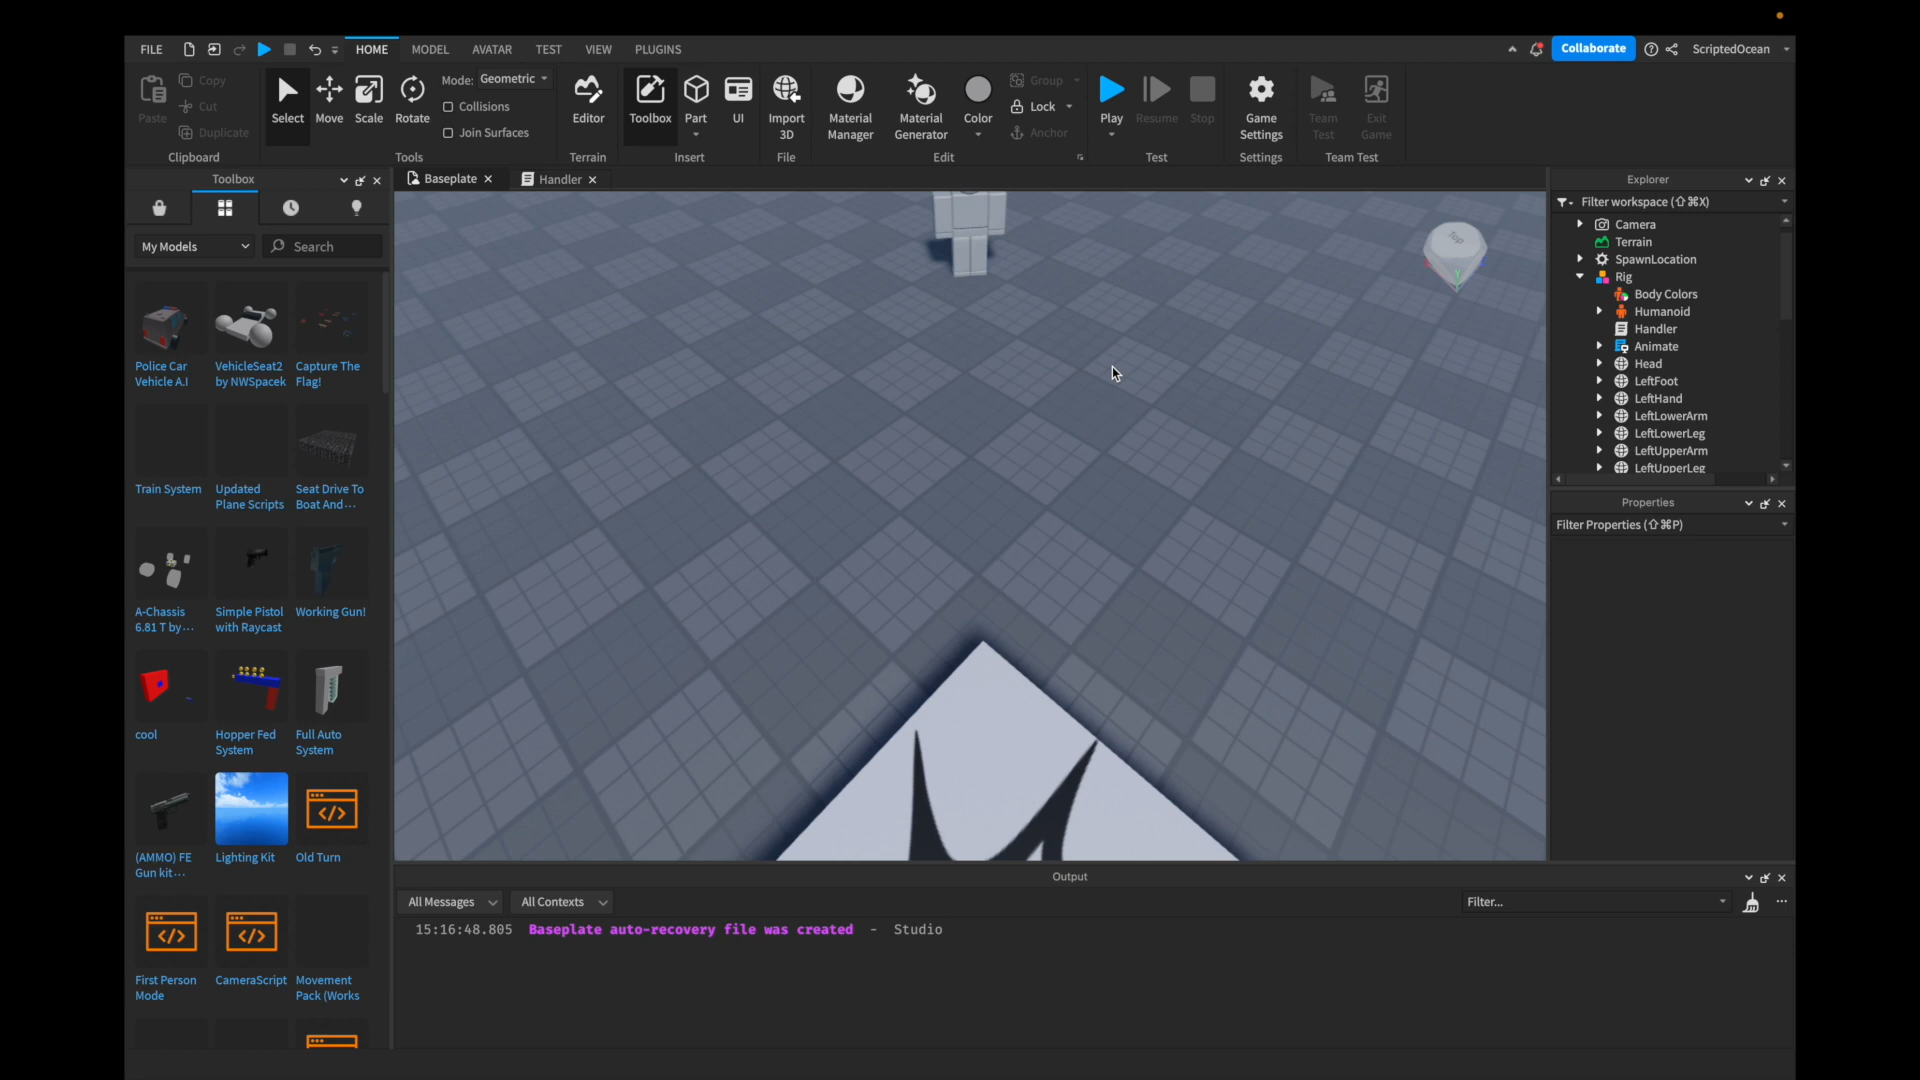 FILE
HOME
MODEL
AVATAR
TEST
VIEW
PLUGINS
Collaborate
ScriptedOcean
Paste
Copy
Cut
Duplicate
Clipboard
Select
Move
Scale
Rotate
Mode: Geometric
Collisions
Join Surfaces
Tools
Editor
Terrain
Toolbox
Part
UI
Insert
Import
3D
File
Material
Manager
Material
Generator
Color
Group
Lock
Anchor
Edit
Play
Resume
Stop
Test
Game
Settings
Settings
Team
Test
Exit
Game
Team Test
Toolbox
My Models
Search
Police Car
Vehicle A.I
VehicleSeat2
by NWSpacek
Capture The
Flag!
Train System
Updated
Plane Scripts
Seat Drive To
Boat And···
A-Chassis
6.81 T by···
Simple Pistol
with Raycast
Working Gun!
cool
Hopper Fed
System
Full Auto
System
(AMMO) FE
Gun kit···
Lighting Kit
Old Turn
First Person
Mode
CameraScript
Movement
Pack (Works
Baseplate
Handler
Top
Y
Explorer
Filter workspace (⇧⌘X)
Camera
Terrain
SpawnLocation
Rig
Body Colors
Humanoid
Handler
Animate
Head
LeftFoot
LeftHand
LeftLowerArm
LeftLowerLeg
LeftUpperArm
LeftUpperLeg
Properties
Filter Properties (⇧⌘P)
Output
All Messages
All Contexts
Filter...
15:16:48.805 Baseplate auto-recovery file was created - Studio